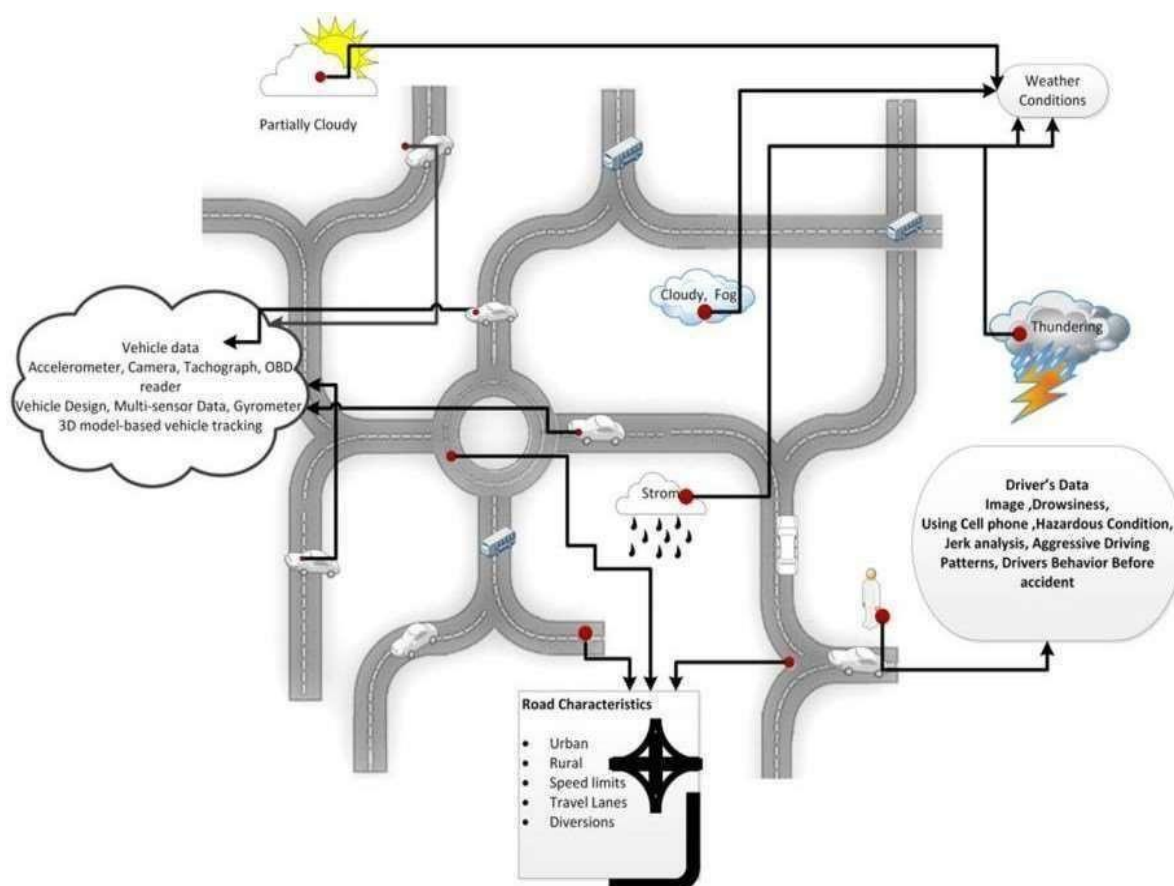 Partially Cloudy
Weather
Conditions
Cloudy, Fog
Thundering
Vehicle data
Accelerometer, Camera, Tachograph, OBD
reader
Vehicle Design, Multi-sensor Data, Gyrometer
3D model-based vehicle tracking
Strom
Driver's Data
Image ,Drowsiness,
Using Cell phone ,Hazardous Condition,
Jerk analysis, Aggressive Driving
Patterns, Drivers Behavior Before
accident
Road Characteristics
• Urban
• Rural
• Speed limits
• Travel Lanes
• Diversions